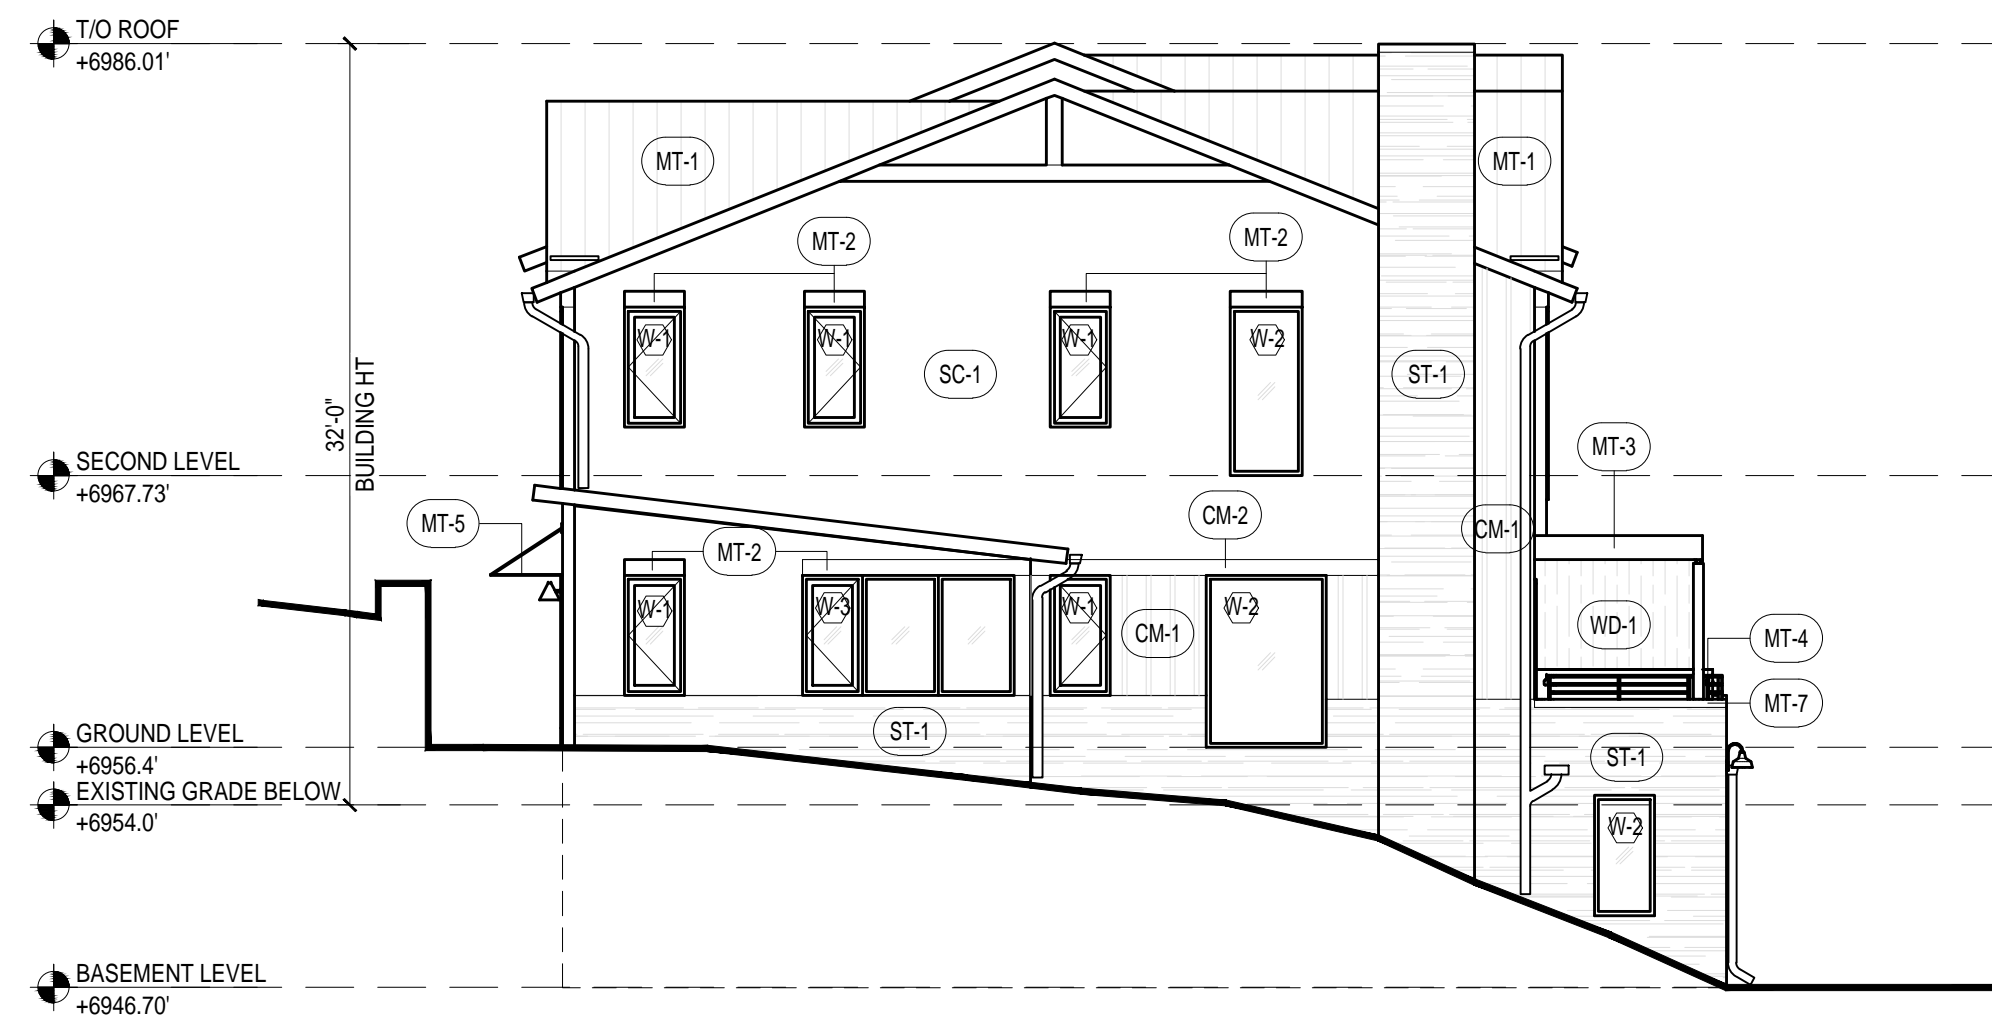 T/O ROOF
+6986.01'
MT-1
MT-1
MT-2
MT-2
W-1
W-1
W-1
W-2
SC-1
ST-1
32'-0"
BUILDING HT
MT-3
SECOND LEVEL
+6967.73'
MT-5
CM-2
CM-1
MT-2
W-1
W-3
W-1
W-2
CM-1
WD-1
MT-4
MT-7
ST-1
ST-1
GROUND LEVEL
+6956.4'
EXISTING GRADE BELOW
+6954.0'
W-2
BASEMENT LEVEL
+6946.70'